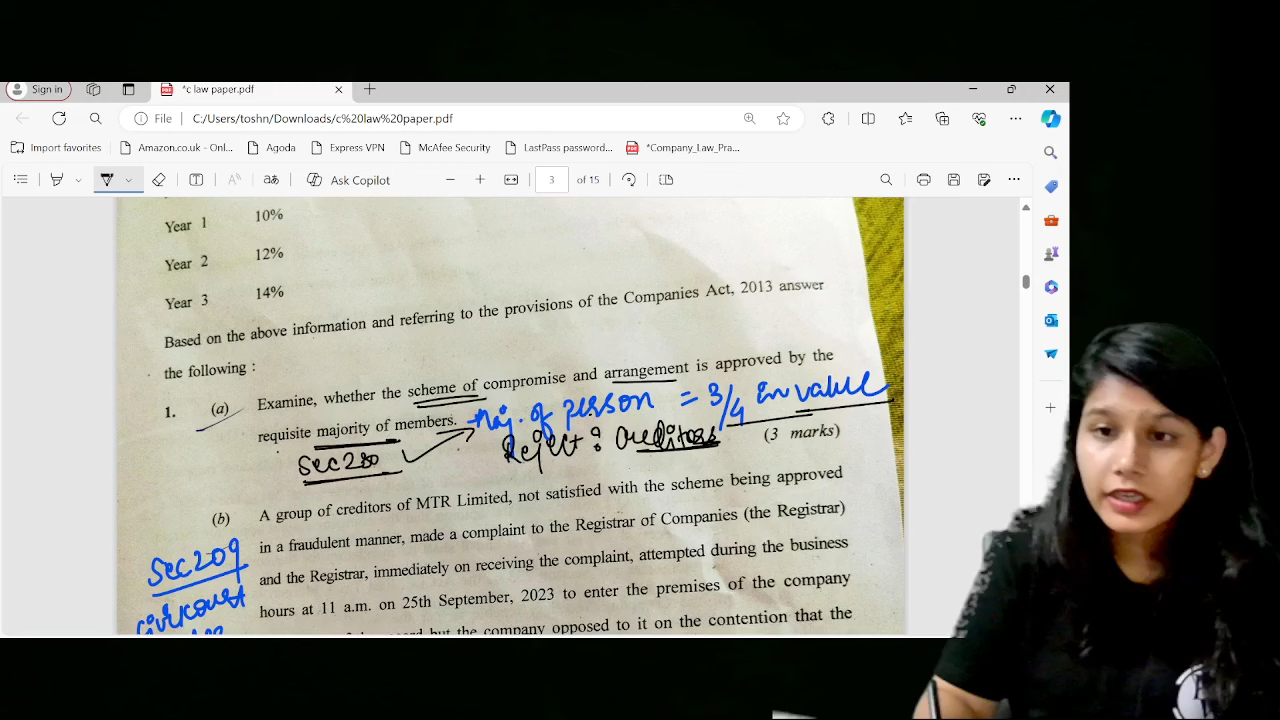 Sign in
*c law paper.pdf
File C:/Users/toshn/Downloads/c%20law%20paper.pdf
Import favorites Amazon.co.uk - Onl... Agoda Express VPN McAfee Security LastPass password... *Company_Law_Pra...
Ask Copilot 3 of 15
Year 1 10%
Year 2 12%
Year 3 14%
Based on the above information and referring to the provisions of the Companies Act, 2013 answer
the following :
1. (a) Examine, whether the scheme of compromise and arrangement is approved by the
requisite majority of members. Maj. of person = 3/4 in value
Reject : creditors (3 marks)
Sec 230
(b) A group of creditors of MTR Limited, not satisfied with the scheme being approved
in a fraudulent manner, made a complaint to the Registrar of Companies (the Registrar)
Sec 209
and the Registrar, immediately on receiving the complaint, attempted during the business
hours at 11 a.m. on 25th September, 2023 to enter the premises of the company
but the company opposed to it on the contention that the